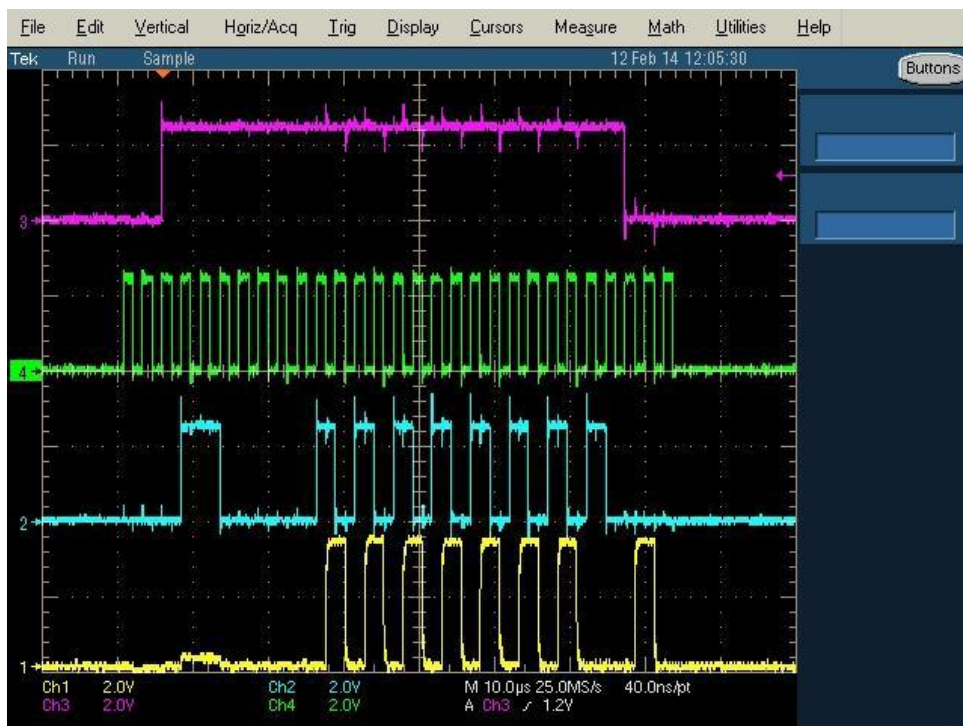 File Edit Vertical Horiz/Acq Trig Display Cursors Measure Math Utilities Help
Tek Run Sample 12 Feb 14 12:05:30
Buttons
3
4
2
1
Ch1 2.0V Ch2 2.0V M 10.0µs 25.0MS/s 40.0ns/pt
Ch3 2.0V Ch4 2.0V A Ch3 ∕ 1.2V